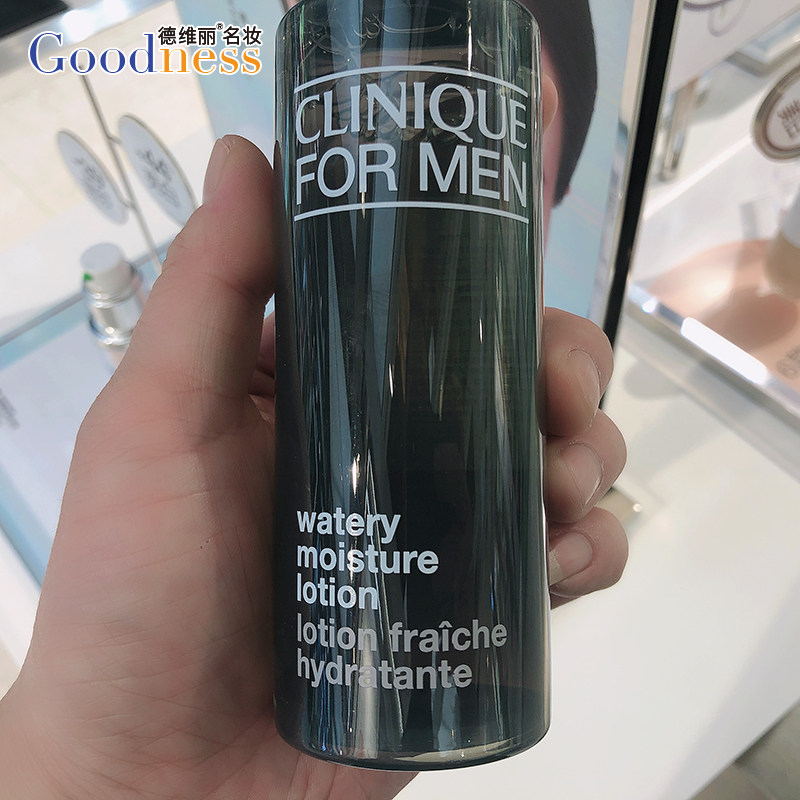 德维丽®名妆
Goodness
CLINIQUE
FOR MEN
watery
moisture
lotion
lotion fraîche
hydratante